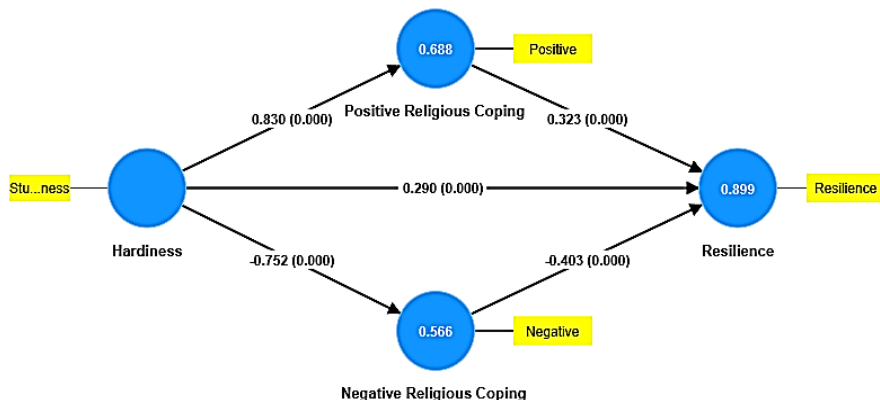 0.688
Positive
Positive Religious Coping
0.830 (0.000)
0.323 (0.000)
Stu...ness
0.290 (0.000)
0.899
Resilience
Hardiness
Resilience
-0.752 (0.000)
-0.403 (0.000)
0.566
Negative
Negative Religious Coping